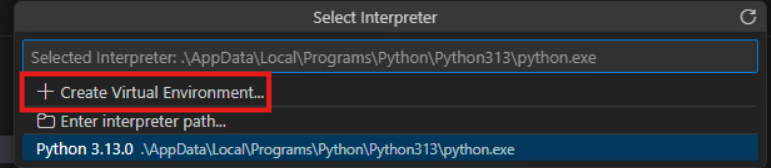 Select Interpreter
Selected Interpreter: .\AppData\Local\Programs\Python\Python313\python.exe
+ Create Virtual Environment...
Enter interpreter path...
Python 3.13.0 .\AppData\Local\Programs\Python\Python313\python.exe